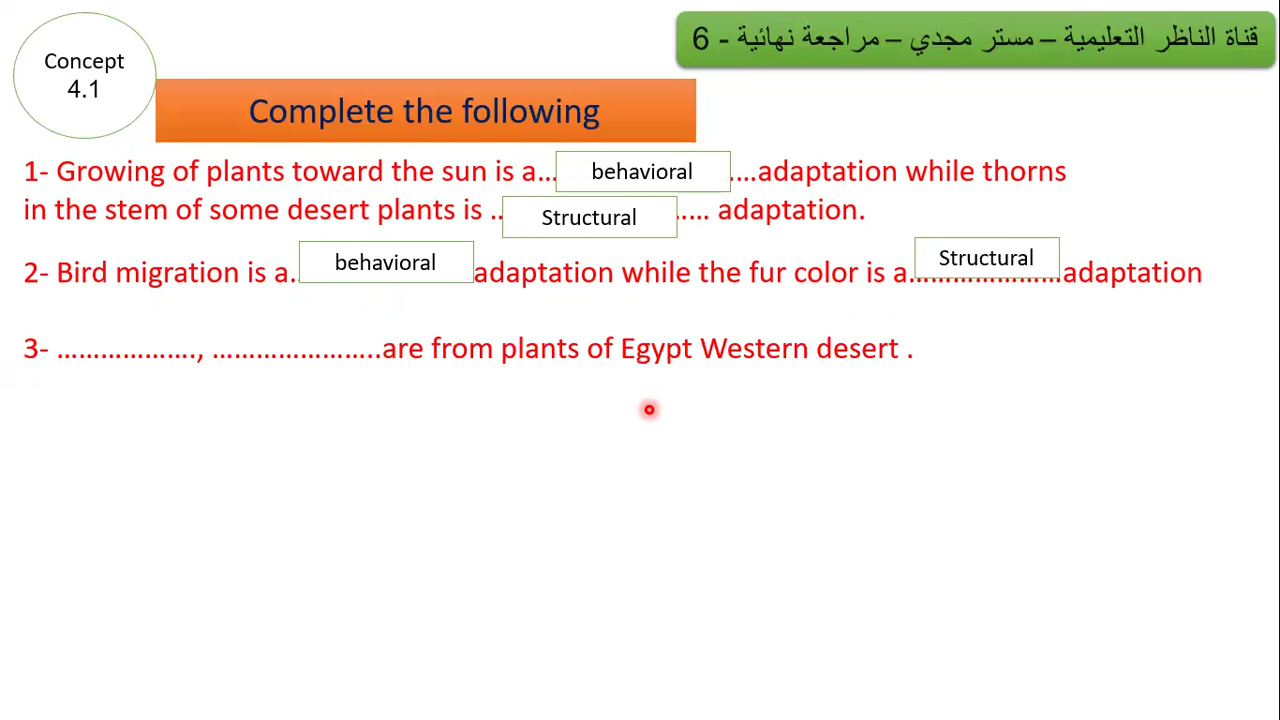 Concept
4.1
قناة الناظر التعليمية – مستر مجدي – مراجعة نهائية - 6
Complete the following
1- Growing of plants toward the sun is a... behavioral ....adaptation while thorns
in the stem of some desert plants is .. Structural ..... adaptation.
2- Bird migration is a.. behavioral adaptation while the fur color is a Structural …………………adaptation
3- ………………., …………………..are from plants of Egypt Western desert .